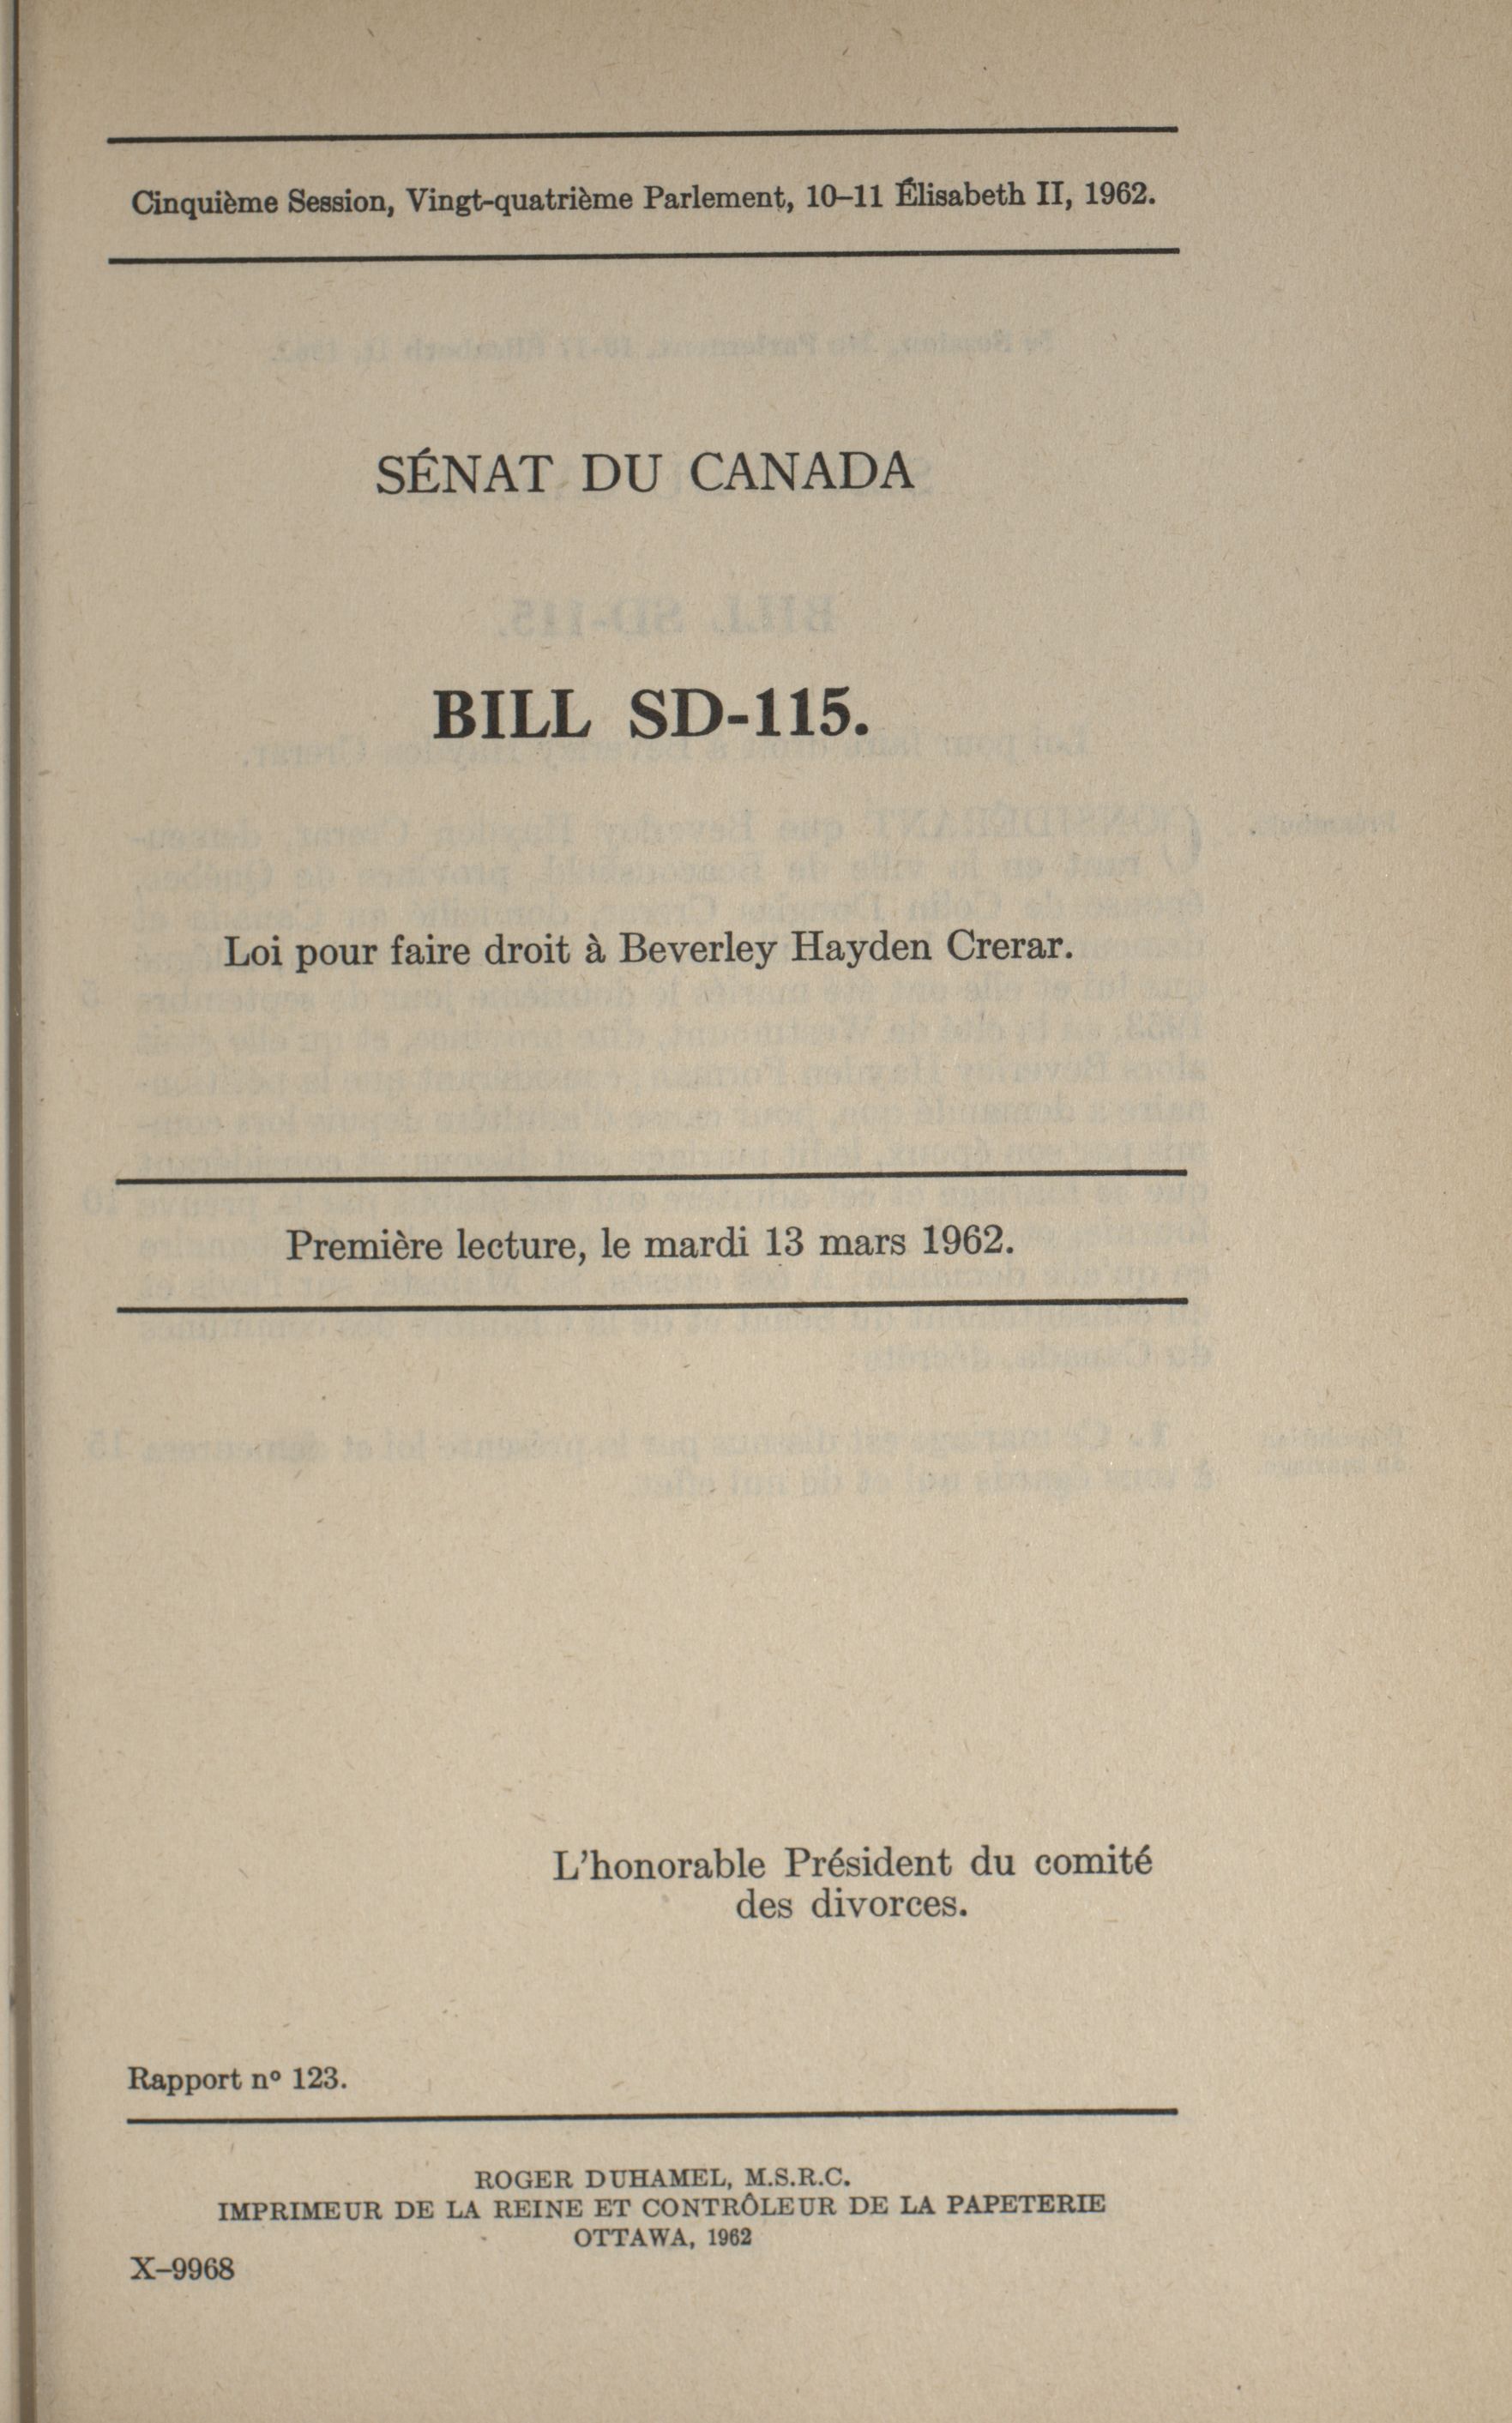 Cinquième Session, Vingt-quatrième Parlement, 10–11 Élisabeth II, 1962.
SÉNAT DU CANADA
BILL SD-115.
Loi pour faire droit à Beverley Hayden Crerar.
Première lecture, le mardi 13 mars 1962.
L'honorable Président du comité
des divorces.
Rapport nº 123.
ROGER DUHAMEL, M.S.R.C.
IMPRIMEUR DE LA REINE ET CONTRÔLEUR DE LA PAPETERIE
OTTAWA, 1962
X–9968